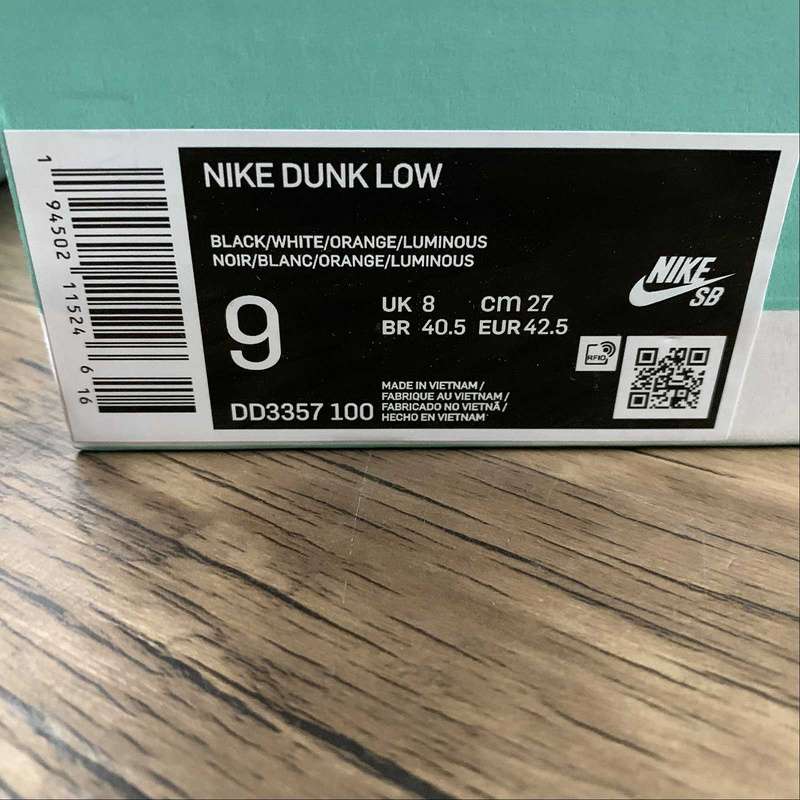 NIKE DUNK LOW
BLACK/WHITE/ORANGE/LUMINOUS
NOIR/BLANC/ORANGE/LUMINOUS
NIKE
SB
9
UK 8 cm 27
BR 40.5 EUR 42.5
RFID
DD3357 100
MADE IN VIETNAM /
FABRIQUE AU VIETNAM /
FABRICADO NO VIETNÃ /
HECHO EN VIETNAM
1 94502 11524 6 16